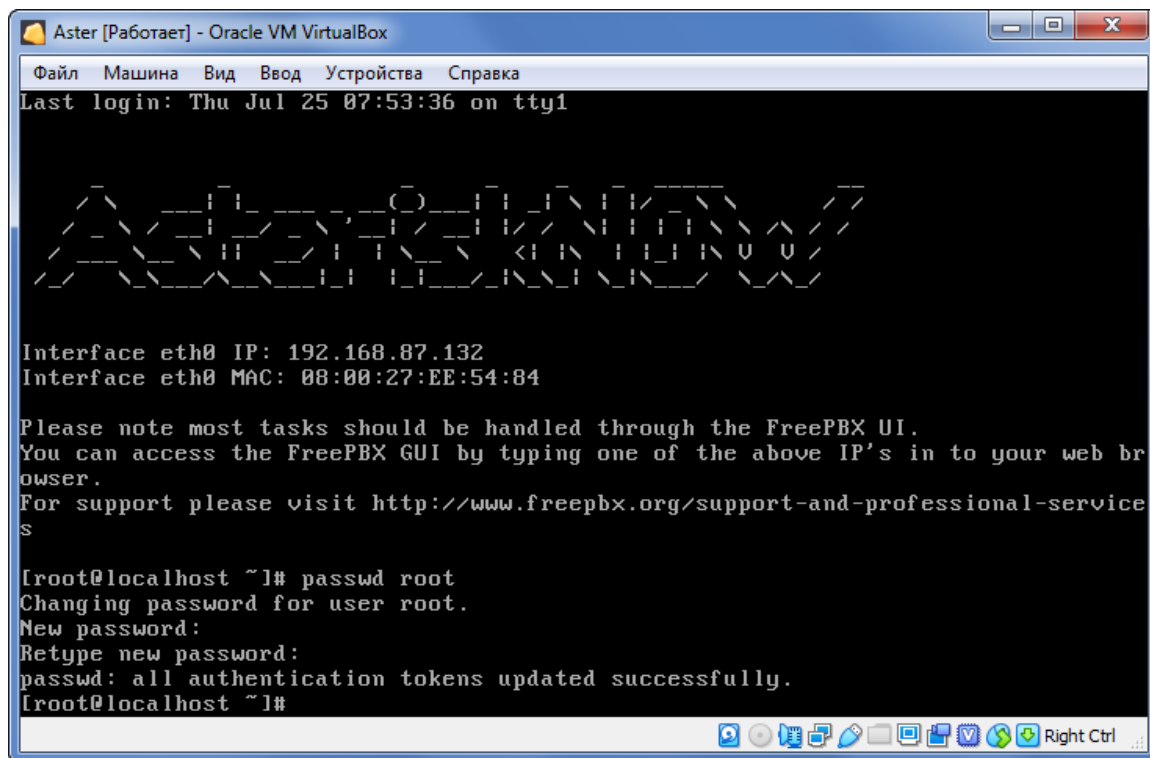 Aster [Работает] - Oracle VM VirtualBox
Файл Машина Вид Ввод Устройства Справка
Last login: Thu Jul 25 07:53:36 on tty1
AsteriskNOW
Interface eth0 IP: 192.168.87.132
Interface eth0 MAC: 08:00:27:EE:54:84
Please note most tasks should be handled through the FreePBX UI.
You can access the FreePBX GUI by typing one of the above IP's in to your web br
owser.
For support please visit http://www.freepbx.org/support-and-professional-service
s
[root@localhost ~]# passwd root
Changing password for user root.
New password:
Retype new password:
passwd: all authentication tokens updated successfully.
[root@localhost ~]#
Right Ctrl